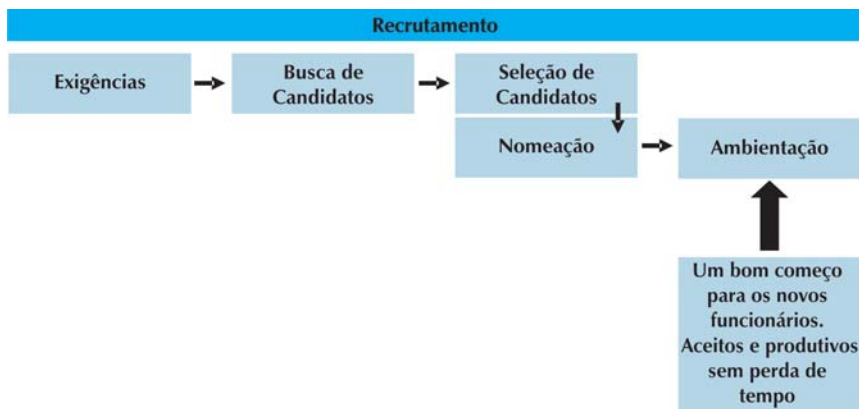 Recrutamento
Exigências
Busca de
Candidatos
Seleção de
Candidatos
Nomeação
Ambientação
Um bom começo
para os novos
funcionários.
Aceitos e produtivos
sem perda de
tempo